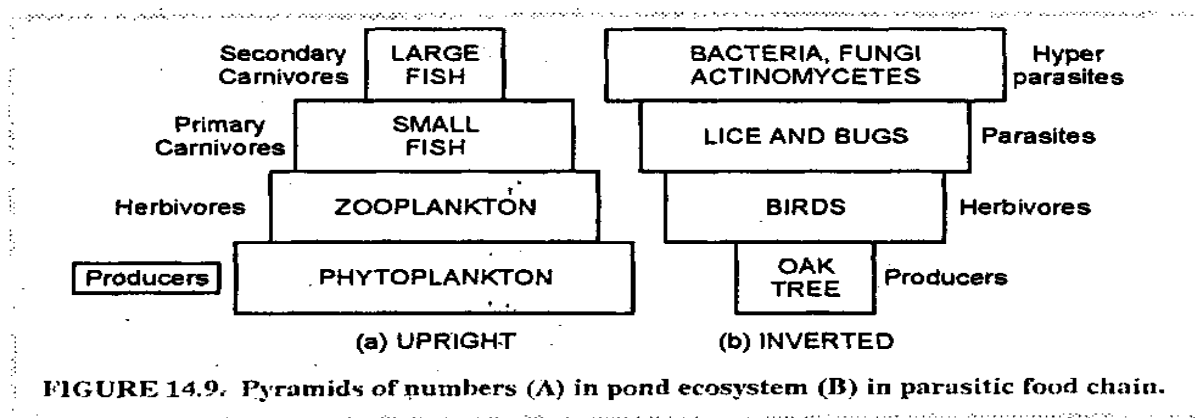 Secondary
Carnivores
LARGE
FISH
Primary
Carnivores
SMALL
FISH
Herbivores
ZOOPLANKTON
Producers
PHYTOPLANKTON
(a) UPRIGHT
BACTERIA, FUNGI
ACTINOMYCETES
Hyper
parasites
LICE AND BUGS
Parasites
BIRDS
Herbivores
OAK
TREE
Producers
(b) INVERTED
FIGURE 14.9. Pyramids of numbers (A) in pond ecosystem (B) in parasitic food chain.